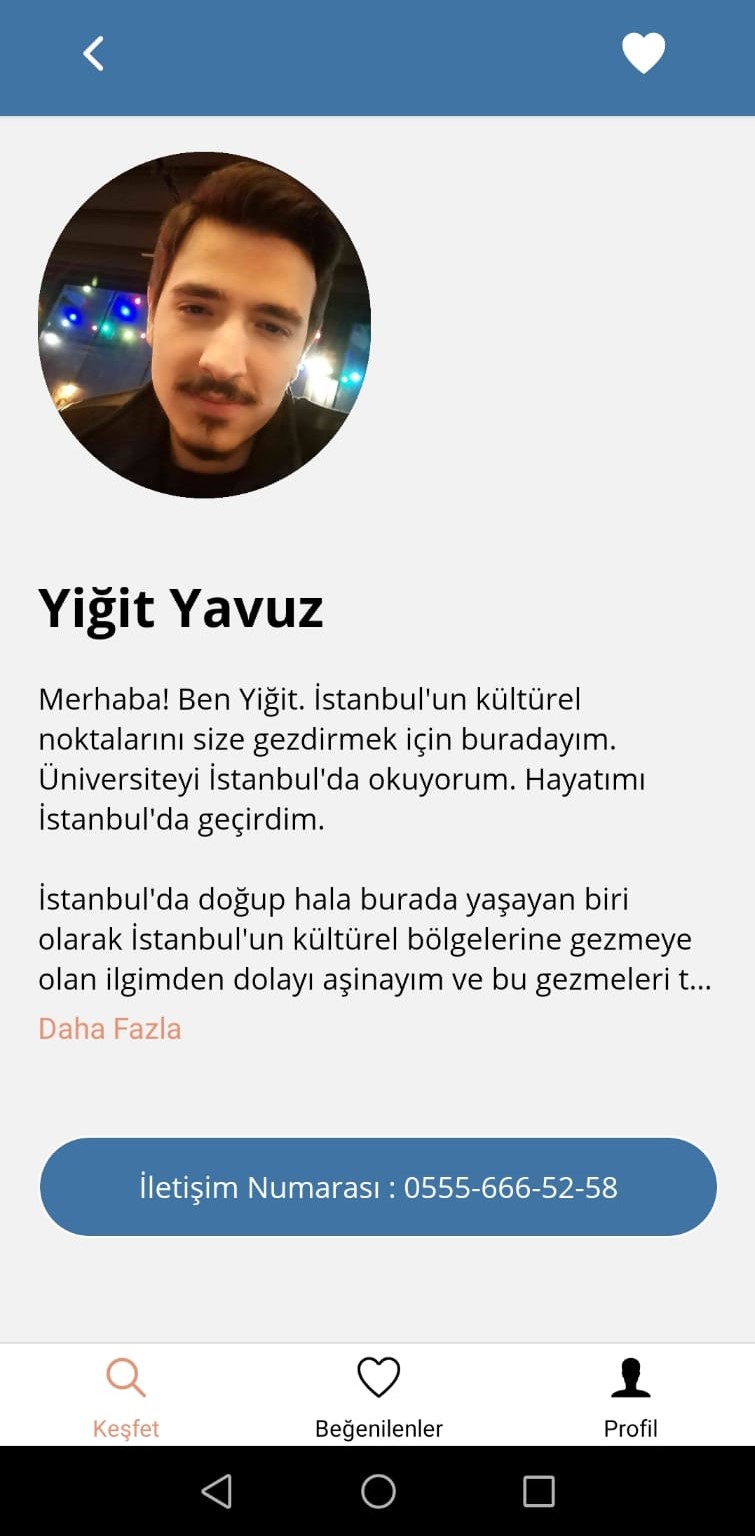 Yiğit Yavuz
Merhaba! Ben Yiğit. İstanbul'un kültürel
noktalarını size gezdirmek için buradayım.
Üniversiteyi İstanbul'da okuyorum. Hayatımı
İstanbul'da geçirdim.
İstanbul'da doğup hala burada yaşayan biri
olarak İstanbul'un kültürel bölgelerine gezmeye
olan ilgimden dolayı aşinayım ve bu gezmeleri t...
Daha Fazla
İletişim Numarası : 0555-666-52-58
Keşfet Beğenilenler Profil